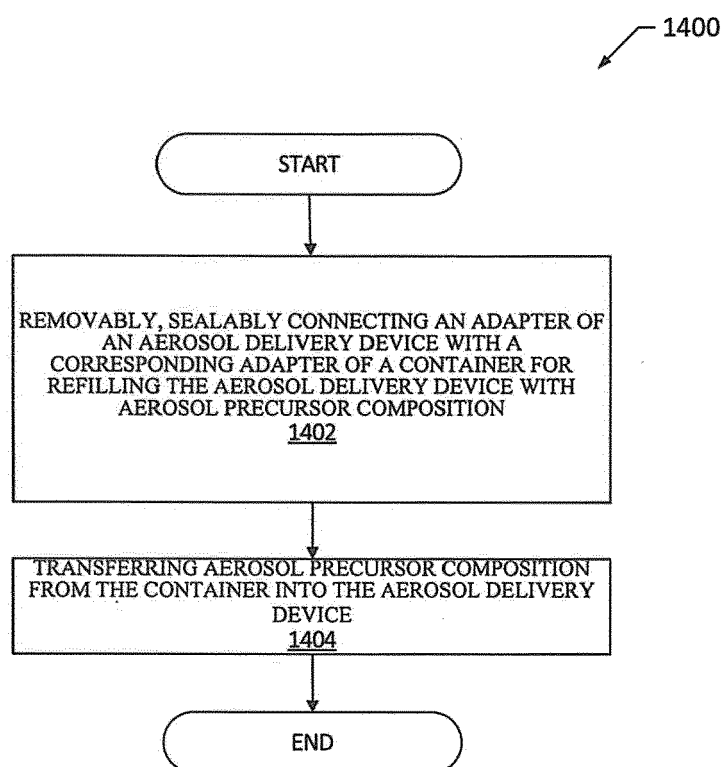 1400
START
REMOVABLY, SEALABLY CONNECTING AN ADAPTER OF
AN AEROSOL DELIVERY DEVICE WITH A
CORRESPONDING ADAPTER OF A CONTAINER FOR
REFILLING THE AEROSOL DELIVERY DEVICE WITH
AEROSOL PRECURSOR COMPOSITION
1402
TRANSFERRING AEROSOL PRECURSOR COMPOSITION
FROM THE CONTAINER INTO THE AEROSOL DELIVERY
DEVICE
1404
END